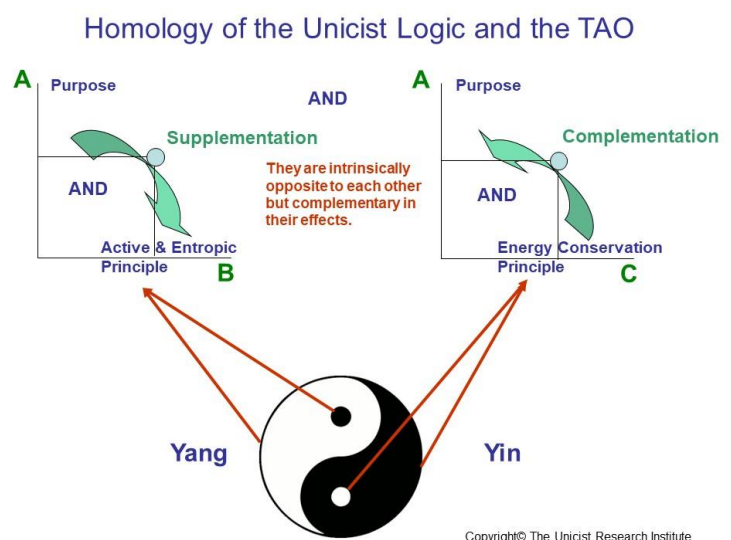 Homology of the Unicist Logic and the TAO
A
Purpose
AND
Supplementation
AND
Active & Entropic
Principle
B
They are intrinsically
opposite to each other
but complementary in
their effects.
A
Purpose
Complementation
AND
Energy Conservation
Principle
C
Yang
Yin
Copyright© The Unicist Research Institute